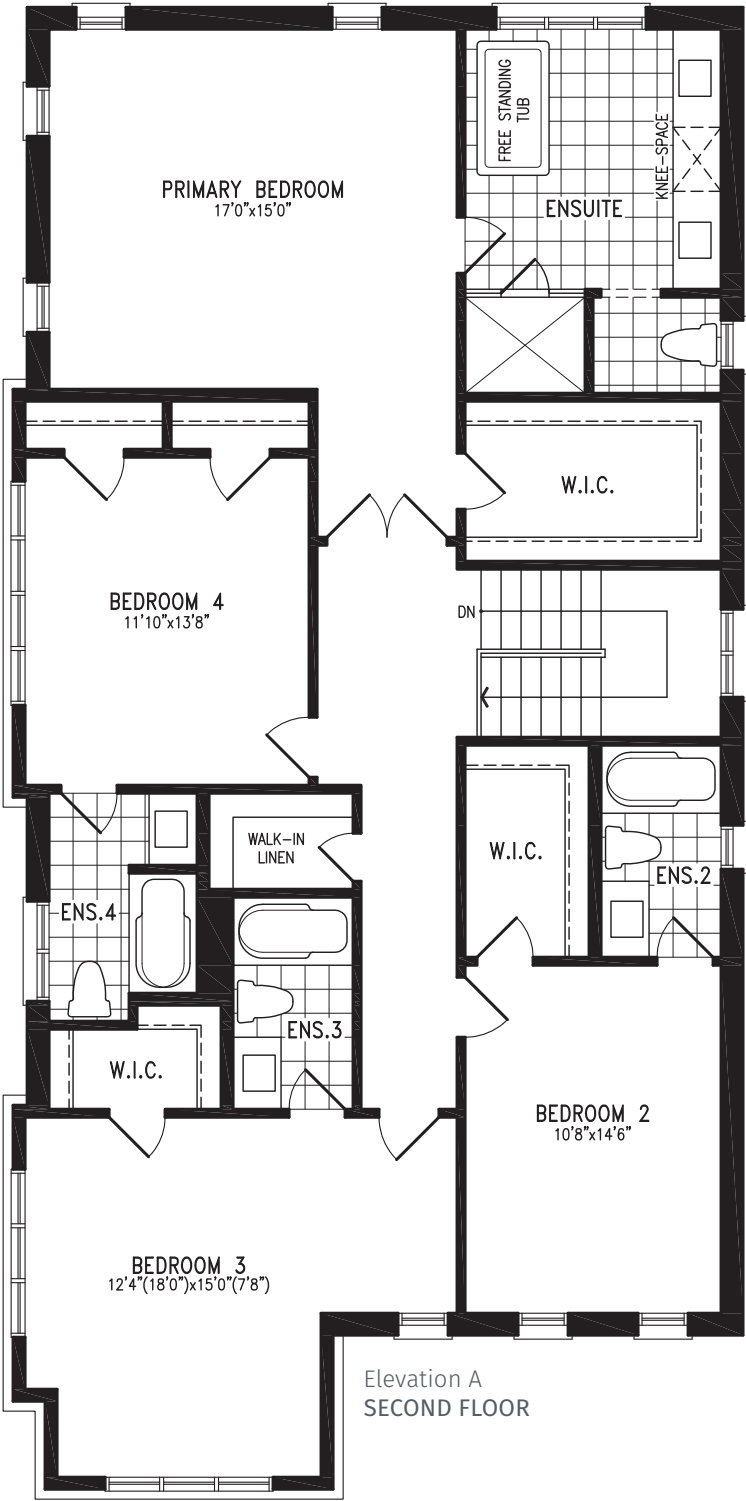 PRIMARY BEDROOM
17'0"x15'0"
FREE STANDING
TUB
KNEE-SPACE
ENSUITE
W.I.C.
BEDROOM 4
11'10"x13'8"
DN
WALK-IN
LINEN
W.I.C.
ENS.2
ENS.4
ENS.3
W.I.C.
BEDROOM 2
10'8"x14'6"
BEDROOM 3
12'4"(18'0")x15'0"(7'8")
Elevation A
SECOND FLOOR